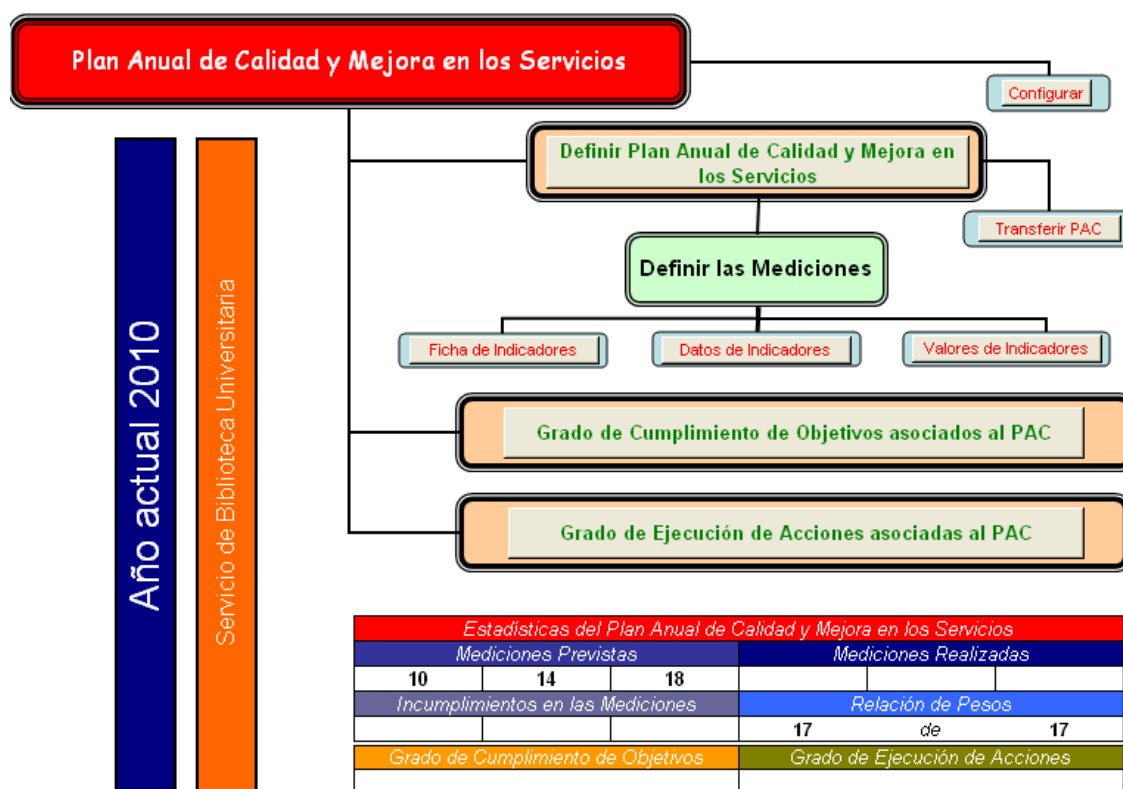 Plan Anual de Calidad y Mejora en los Servicios
Configurar
Definir Plan Anual de Calidad y Mejora en
los Servicios
Transferir PAC
Definir las Mediciones
Ficha de Indicadores
Datos de Indicadores
Valores de Indicadores
Grado de Cumplimiento de Objetivos asociados al PAC
Grado de Ejecución de Acciones asociadas al PAC
Año actual 2010
Servicio de Biblioteca Universitaria
Estadísticas del Plan Anual de Calidad y Mejora en los Servicios
Mediciones Previstas Mediciones Realizadas
10 14 18
Incumplimientos en las Mediciones Relación de Pesos
17 de 17
Grado de Cumplimiento de Objetivos Grado de Ejecución de Acciones